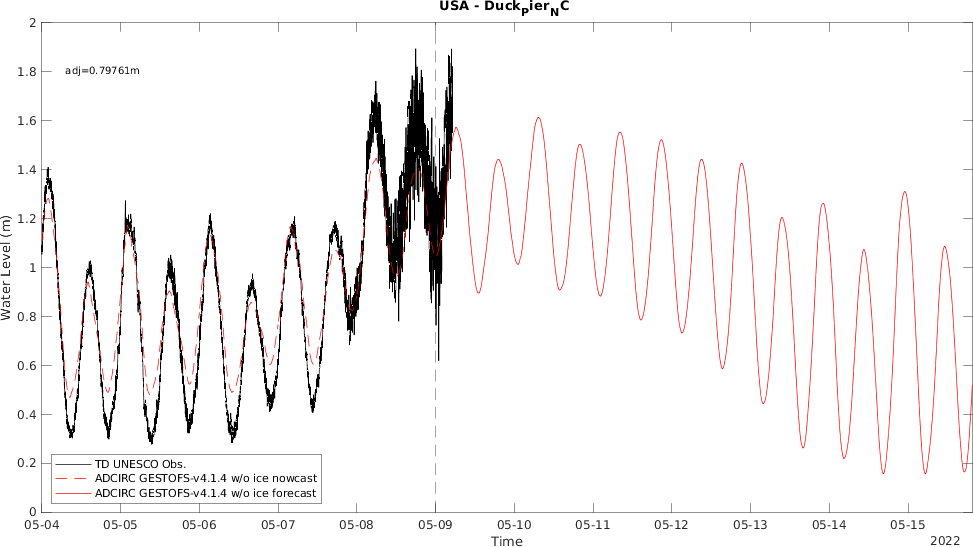 USA - DuckPierNC
2
1.8
1.6
1.4
1.2
1
0.8
0.6
0.4
0.2
0
Water Level (m)
adj=0.79761m
TD UNESCO Obs.
ADCIRC GESTOFS-v4.1.4 w/o ice nowcast
ADCIRC GESTOFS-v4.1.4 w/o ice forecast
05-04 05-05 05-06 05-07 05-08 05-09 05-10 05-11 05-12 05-13 05-14 05-15
Time
2022